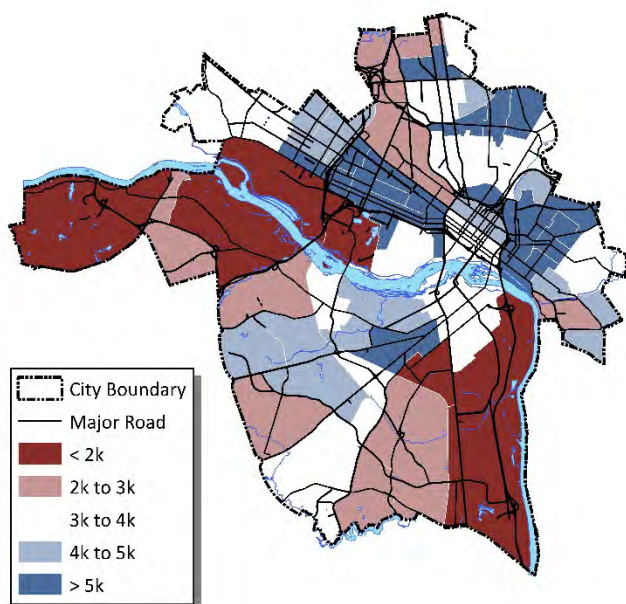 City Boundary
Major Road
< 2k
2k to 3k
3k to 4k
4k to 5k
> 5k